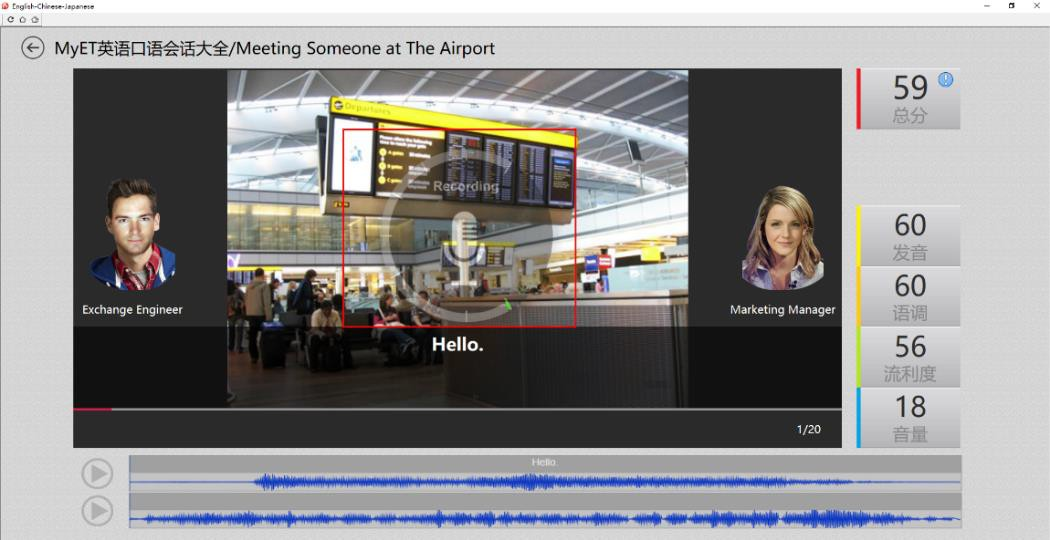 English-Chinese-Japanese
MyET英语口语会话大全/Meeting Someone at The Airport
59
总分
Departures
Recording
60
发音
60
语调
Exchange Engineer
Marketing Manager
Hello.
56
流利度
18
音量
1/20
Hello.